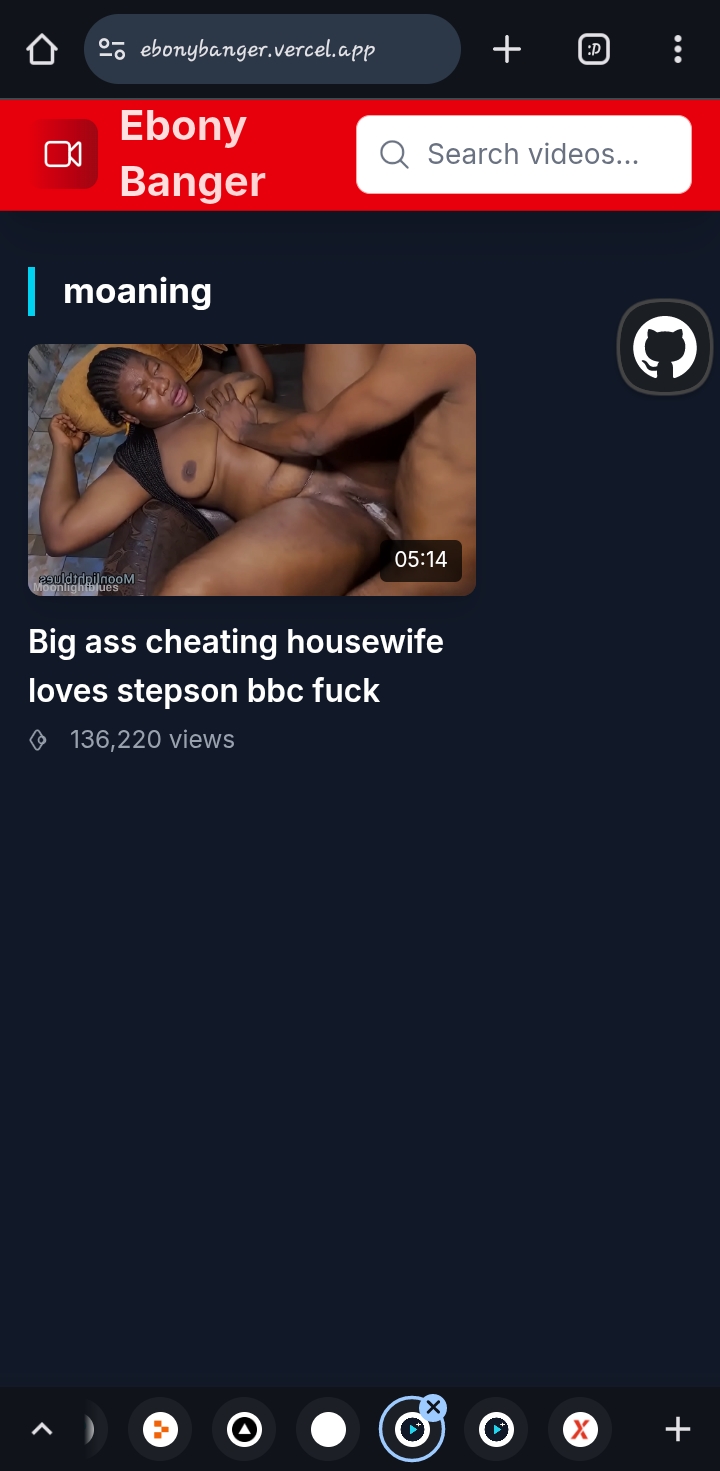 ebonybanger.vercel.app
:D
Ebony
Banger
Search videos...
moaning
Moonlightblues
Moonlightblues
05:14
Big ass cheating housewife
loves stepson bbc fuck
136,220 views
X